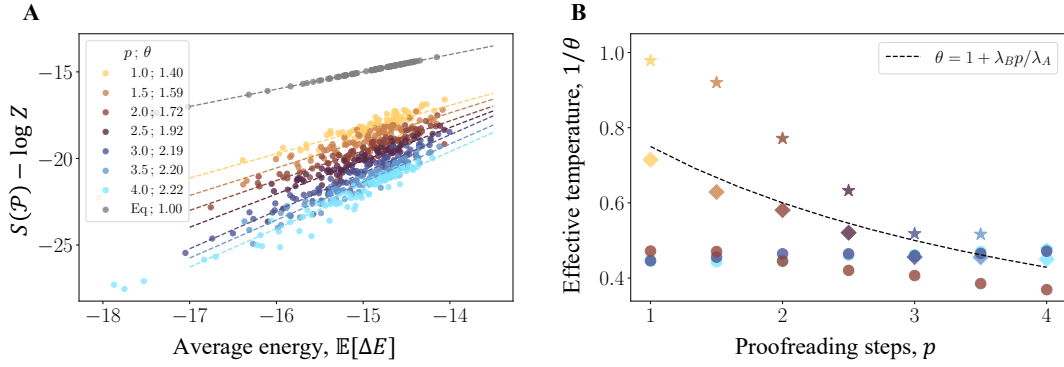 A
S(𝒫) − log Z
−15
−20
−25
p ; θ
1.0 ; 1.40
1.5 ; 1.59
2.0 ; 1.72
2.5 ; 1.92
3.0 ; 2.19
3.5 ; 2.20
4.0 ; 2.22
Eq ; 1.00
−18 −17 −16 −15 −14
Average energy, 𝔼[ΔE]
B
Effective temperature, 1/θ
1.0
0.8
0.6
0.4
θ = 1 + λ_B p/λ_A
1 2 3 4
Proofreading steps, p